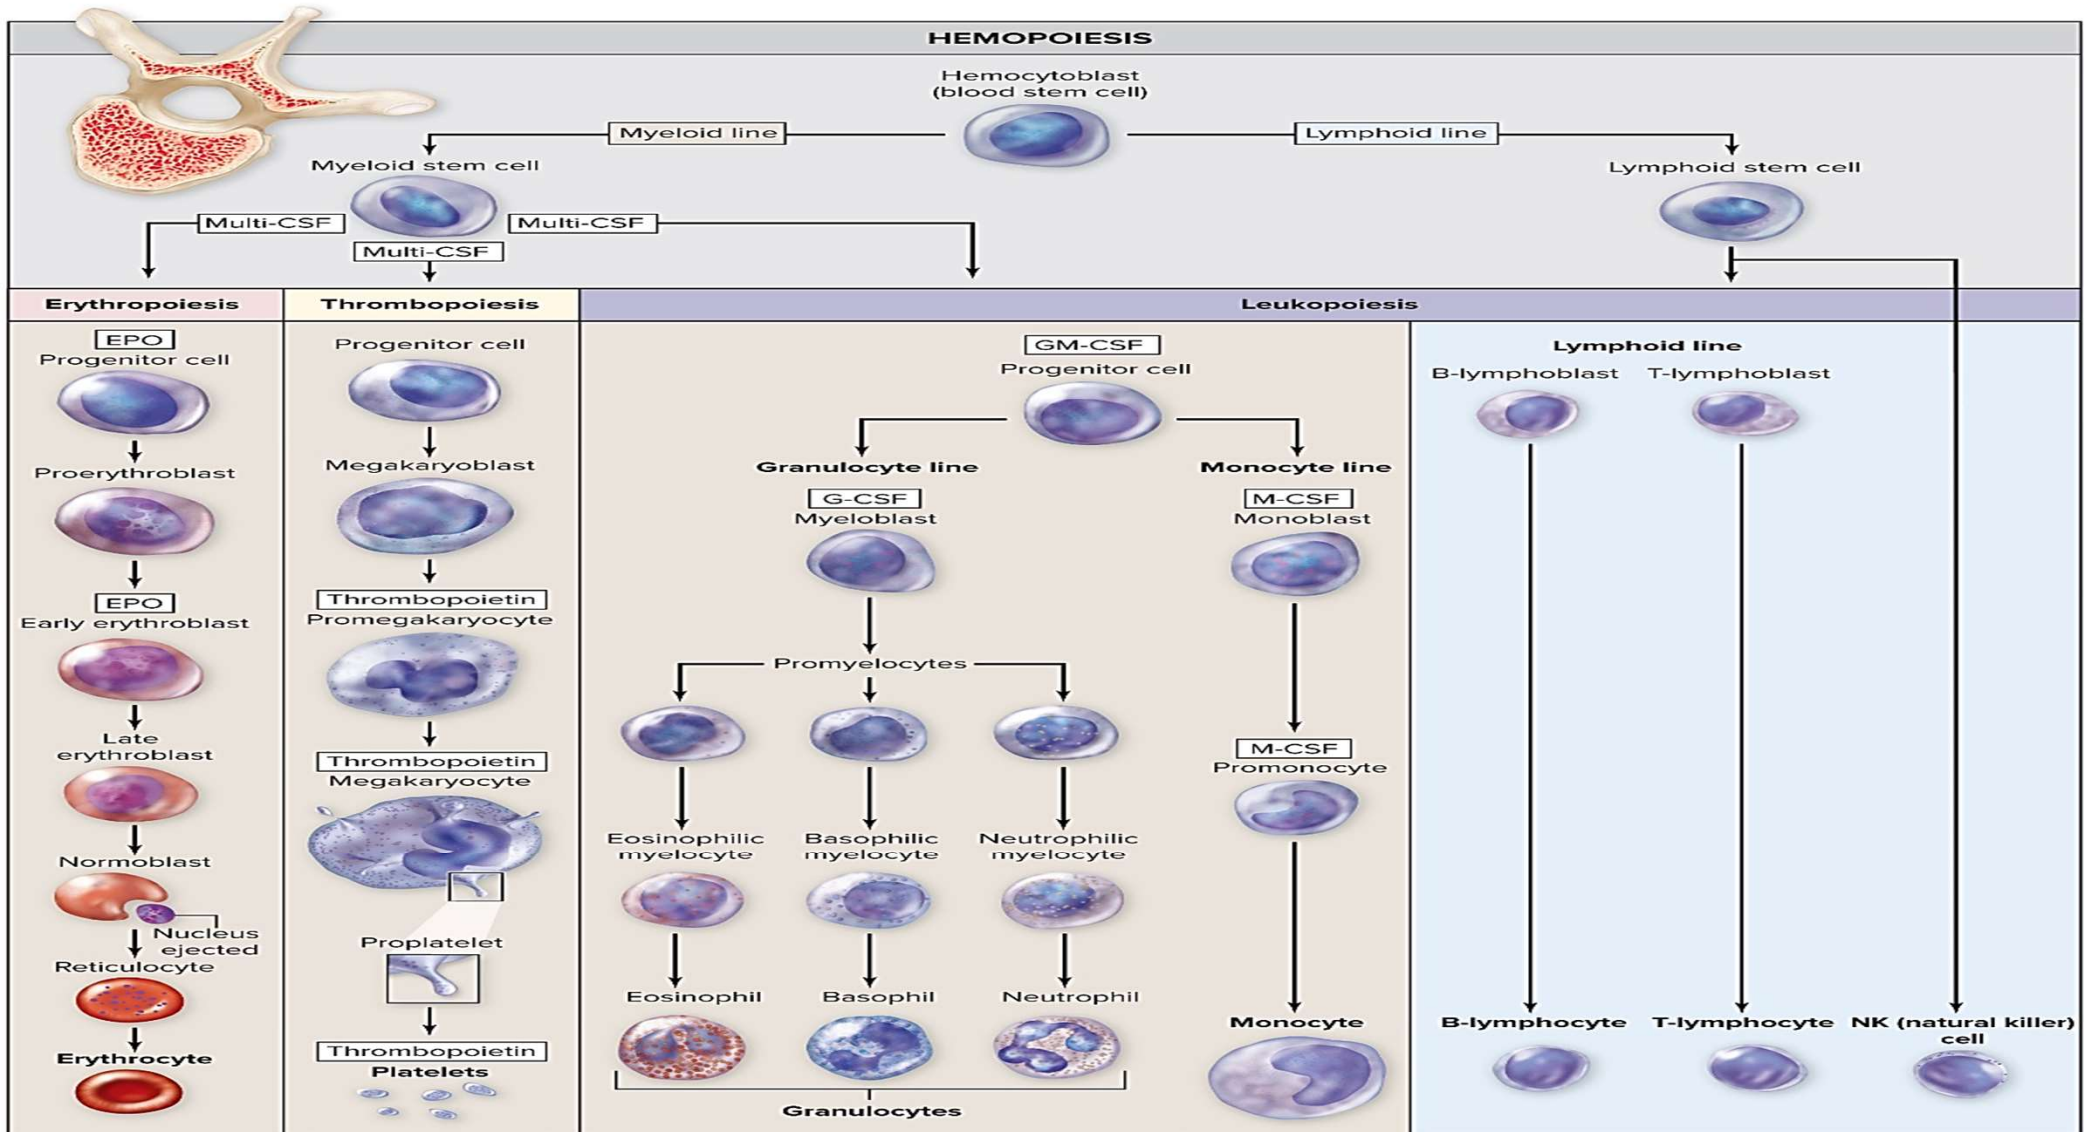 HEMOPOIESIS
Hemocytoblast
(blood stem cell)
Myeloid line
Lymphoid line
Myeloid stem cell
Lymphoid stem cell
Multi-CSF
Multi-CSF
Multi-CSF
Erythropoiesis
Thrombopoiesis
Leukopoiesis
EPO
Progenitor cell
Proerythroblast
EPO
Early erythroblast
Late
erythroblast
Normoblast
Nucleus
ejected
Reticulocyte
Erythrocyte
Progenitor cell
Megakaryoblast
Thrombopoietin
Promegakaryocyte
Thrombopoietin
Megakaryocyte
Proplatelet
Thrombopoietin
Platelets
GM-CSF
Progenitor cell
Granulocyte line
G-CSF
Myeloblast
Promyelocytes
Eosinophilic
myelocyte
Basophilic
myelocyte
Neutrophilic
myelocyte
Eosinophil
Basophil
Neutrophil
Granulocytes
Monocyte line
M-CSF
Monoblast
M-CSF
Promonocyte
Monocyte
Lymphoid line
B-lymphoblast
T-lymphoblast
B-lymphocyte
T-lymphocyte
NK (natural killer)
cell